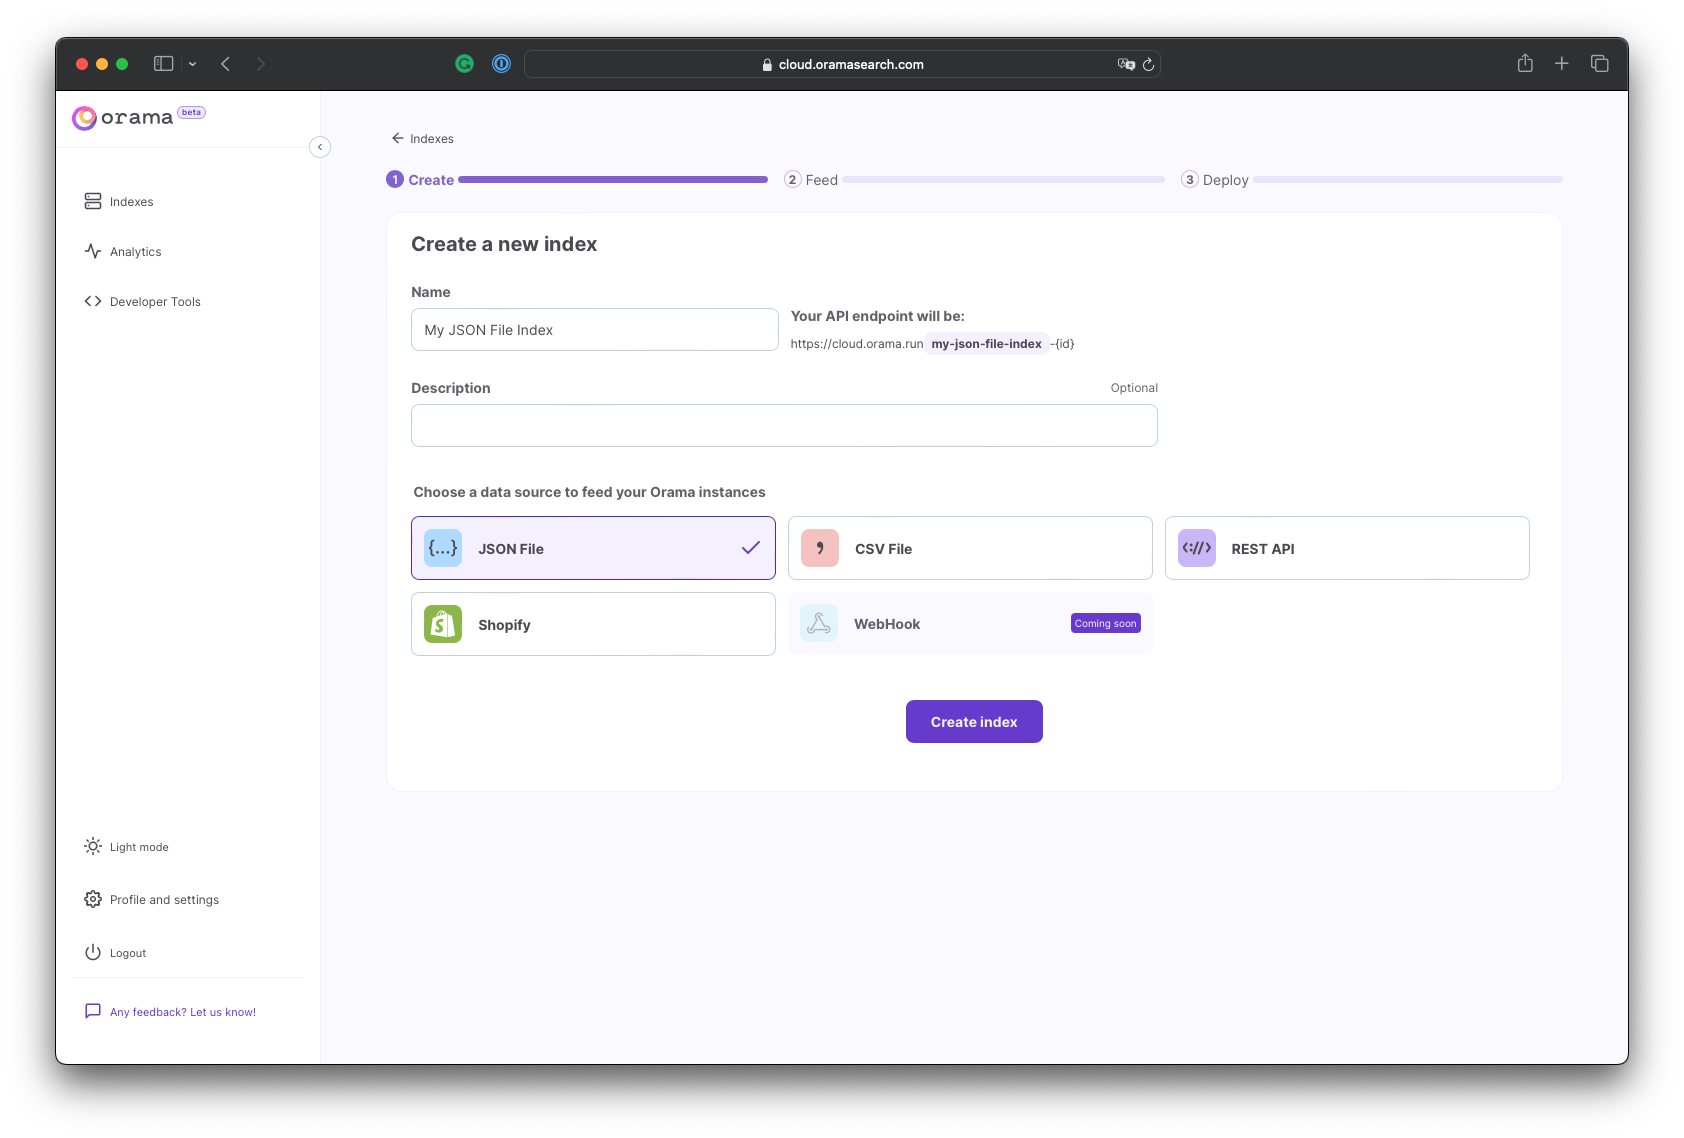 cloud.oramasearch.com
orama beta
Indexes
Analytics
Developer Tools
Light mode
Profile and settings
Logout
Any feedback? Let us know!
Indexes
1 Create 2 Feed 3 Deploy
Create a new index
Name
My JSON File Index
Your API endpoint will be:
https://cloud.orama.run my-json-file-index -{id}
Description Optional
Choose a data source to feed your Orama instances
{...} JSON File
, CSV File
<://> REST API
S Shopify
WebHook Coming soon
Create index